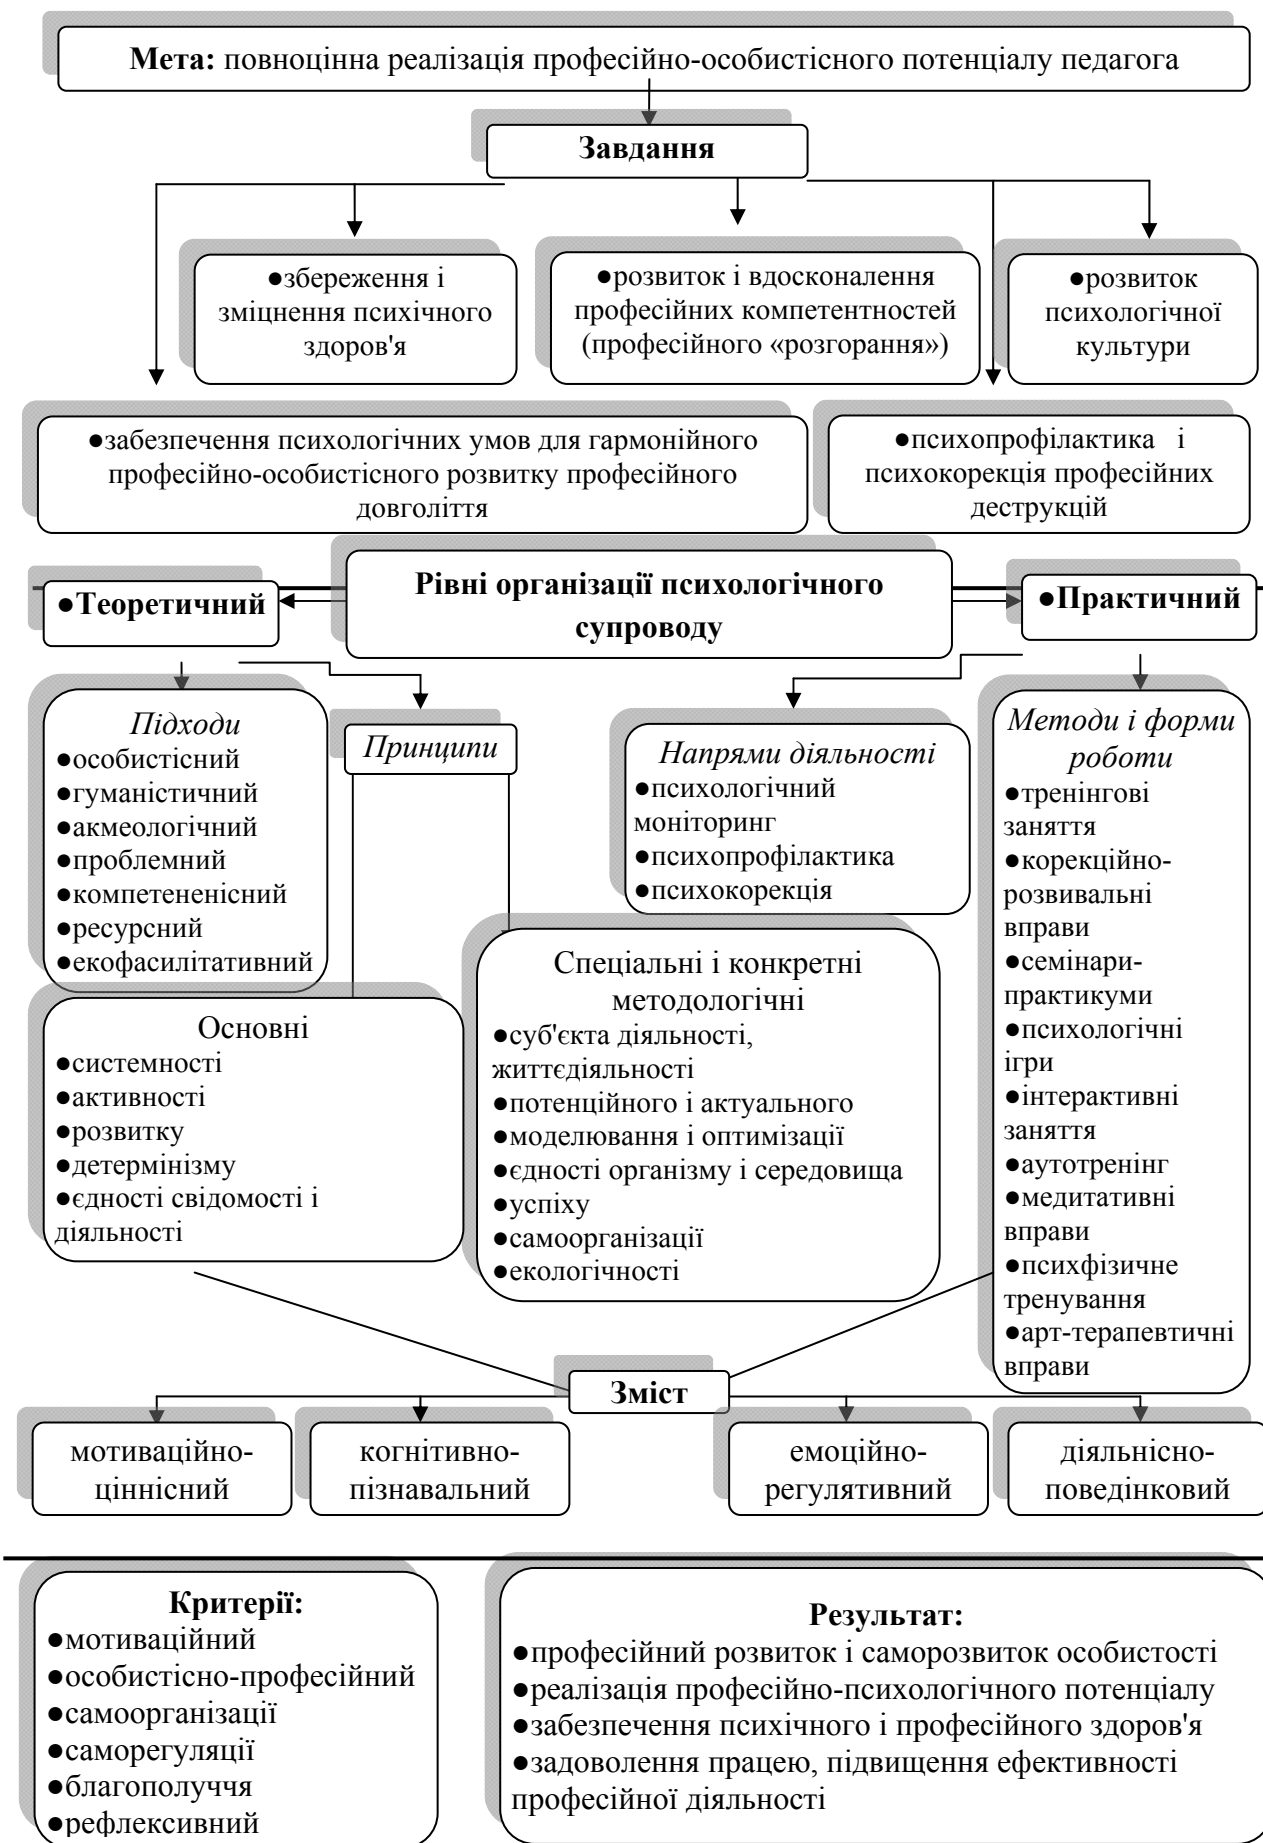 Мета: повноцінна реалізація професійно-особистісного потенціалу педагога
Завдання
●збереження і
зміцнення психічного
здоров'я
●розвиток і вдосконалення
професійних компетентностей
(професійного «розгорання»)
●розвиток
психологічної
культури
●забезпечення психологічних умов для гармонійного
професійно-особистісного розвитку професійного
довголіття
●психопрофілактика і
психокорекція професійних
деструкцій
Рівні організації психологічного
супроводу
●Теоретичний
●Практичний
Підходи
●особистісний
●гуманістичний
●акмеологічний
●проблемний
●компетененісний
●ресурсний
●екофасилітативний
Принципи
Напрями діяльності
●психологічний
моніторинг
●психопрофілактика
●психокорекція
Методи і форми
роботи
●тренінгові
заняття
●корекційно-
розвивальні
вправи
●семінари-
практикуми
●психологічні
ігри
●інтерактивні
заняття
●аутотренінг
●медитативні
вправи
●психфізичне
тренування
●арт-терапевтичні
вправи
Основні
●системності
●активності
●розвитку
●детермінізму
●єдності свідомості і
діяльності
Спеціальні і конкретні
методологічні
●суб'єкта діяльності,
життєдіяльності
●потенційного і актуального
●моделювання і оптимізації
●єдності організму і середовища
●успіху
●самоорганізації
●екологічності
Зміст
мотиваційно-
ціннісний
когнітивно-
пізнавальний
емоційно-
регулятивний
діяльнісно-
поведінковий
Критерії:
●мотиваційний
●особистісно-професійний
●самоорганізації
●саморегуляції
●благополуччя
●рефлексивний
Результат:
●професійний розвиток і саморозвиток особистості
●реалізація професійно-психологічного потенціалу
●забезпечення психічного і професійного здоров'я
●задоволення працею, підвищення ефективності
професійної діяльності